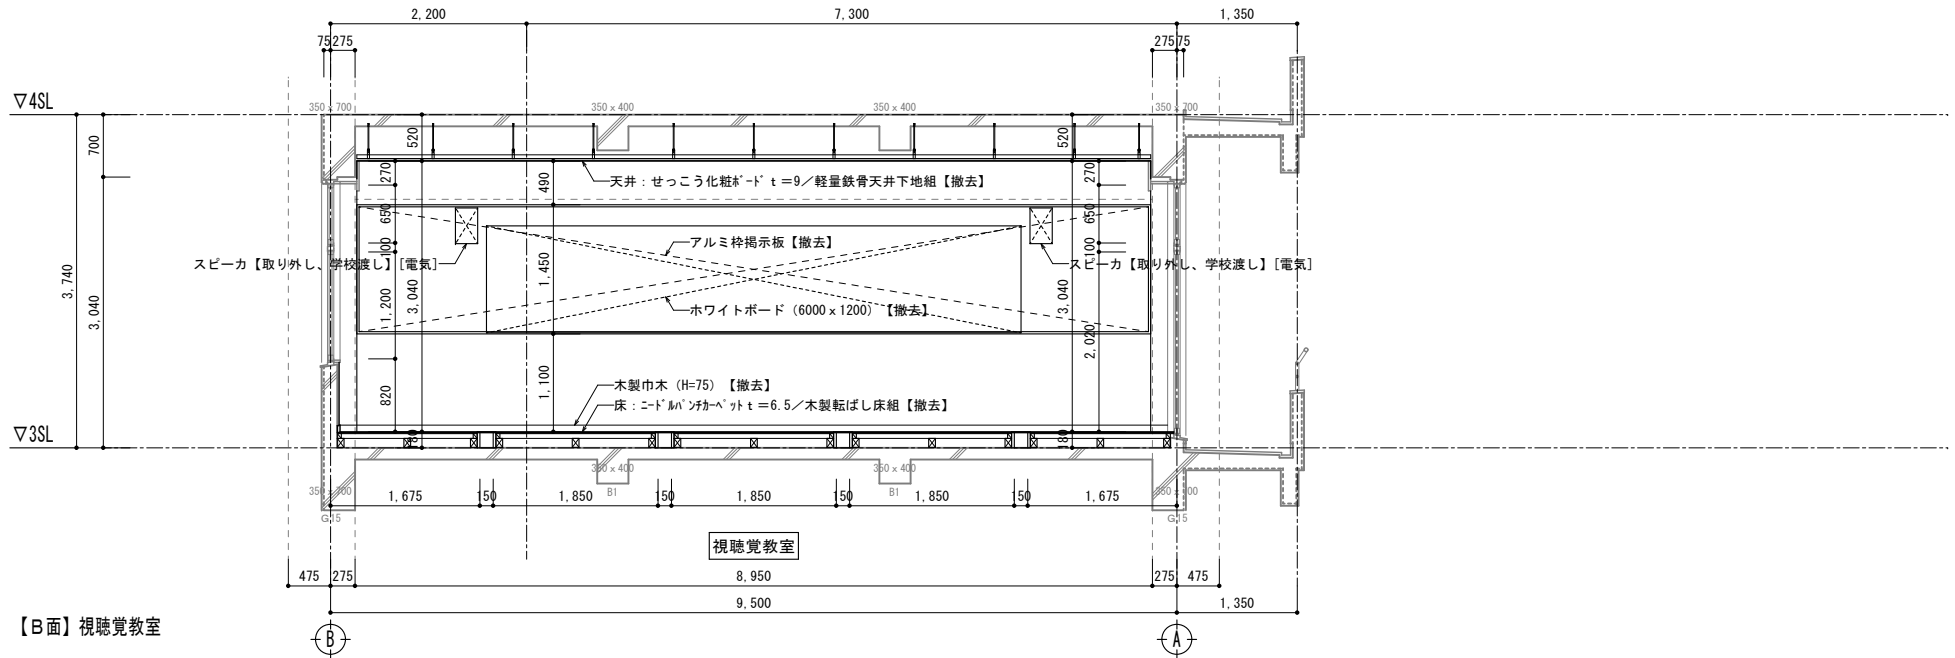 2,200 7,300 1,350
75 275 275 75
▽4SL
350 x 700 350 x 400 350 x 400 350 x 700
700
520 520
270 490 270
天井：せっこう化粧ﾎﾞｰﾄﾞ t＝9／軽量鉄骨天井下地組【撤去】
650 650
アルミ枠掲示板【撤去】
100 100
スピーカ【取り外し、学校渡し】[電気] スピーカ【取り外し、学校渡し】[電気]
3,740 3,040
1,200 3,040 1,450 3,040 2,020
ホワイトボード（6000ｘ1200）【撤去】
820 1,100
木製巾木（H=75）【撤去】
床：ﾆｰﾄﾞﾙﾊﾟﾝﾁｶｰﾍﾟｯﾄ t＝6.5／木製転ばし床組【撤去】
▽3SL
180 180
350 x 400 350 x 400
350 x 700 B1 B1 350 x 700
1,675 150 1,850 150 1,850 150 1,850 150 1,675
G15 G15
視聴覚教室
475 275 8,950 275 475
9,500 1,350
【Ｂ面】視聴覚教室
B A